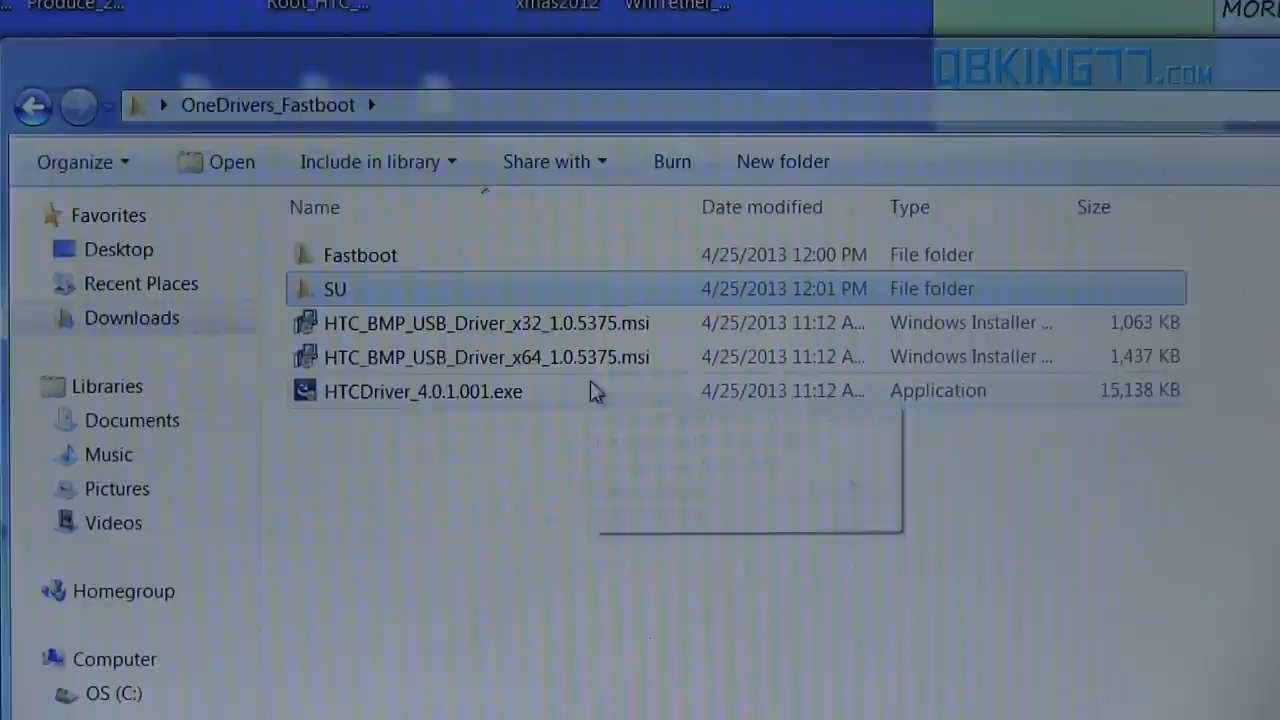 Produce_2... Root_HTC_... xmas2012 WifiTether_... MORE
QBKING77.COM
OneDrivers_Fastboot
Organize Open Include in library Share with Burn New folder
Name Date modified Type Size
Favorites
Desktop
Recent Places
Downloads
Libraries
Documents
Music
Pictures
Videos
Homegroup
Computer
OS (C:)
Fastboot 4/25/2013 12:00 PM File folder
SU 4/25/2013 12:01 PM File folder
HTC_BMP_USB_Driver_x32_1.0.5375.msi 4/25/2013 11:12 A... Windows Installer ... 1,063 KB
HTC_BMP_USB_Driver_x64_1.0.5375.msi 4/25/2013 11:12 A... Windows Installer ... 1,437 KB
HTCDriver_4.0.1.001.exe 4/25/2013 11:12 A... Application 15,138 KB